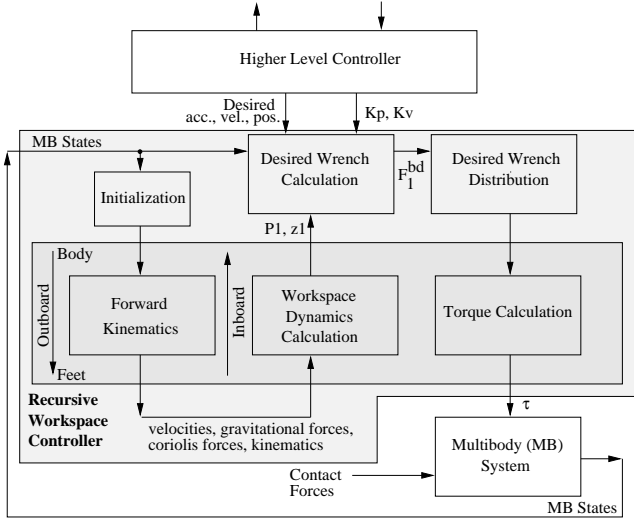 Higher Level Controller
Desired
acc., vel., pos.
Kp, Kv
MB States
Desired Wrench
Calculation
F_1^bd
Desired Wrench
Distribution
Initialization
P1, z1
Body
Outboard
Forward
Kinematics
Inboard
Workspace
Dynamics
Calculation
Torque Calculation
Feet
Recursive
Workspace
Controller
velocities, gravitational forces,
coriolis forces, kinematics
τ
Multibody (MB)
System
Contact
Forces
MB States